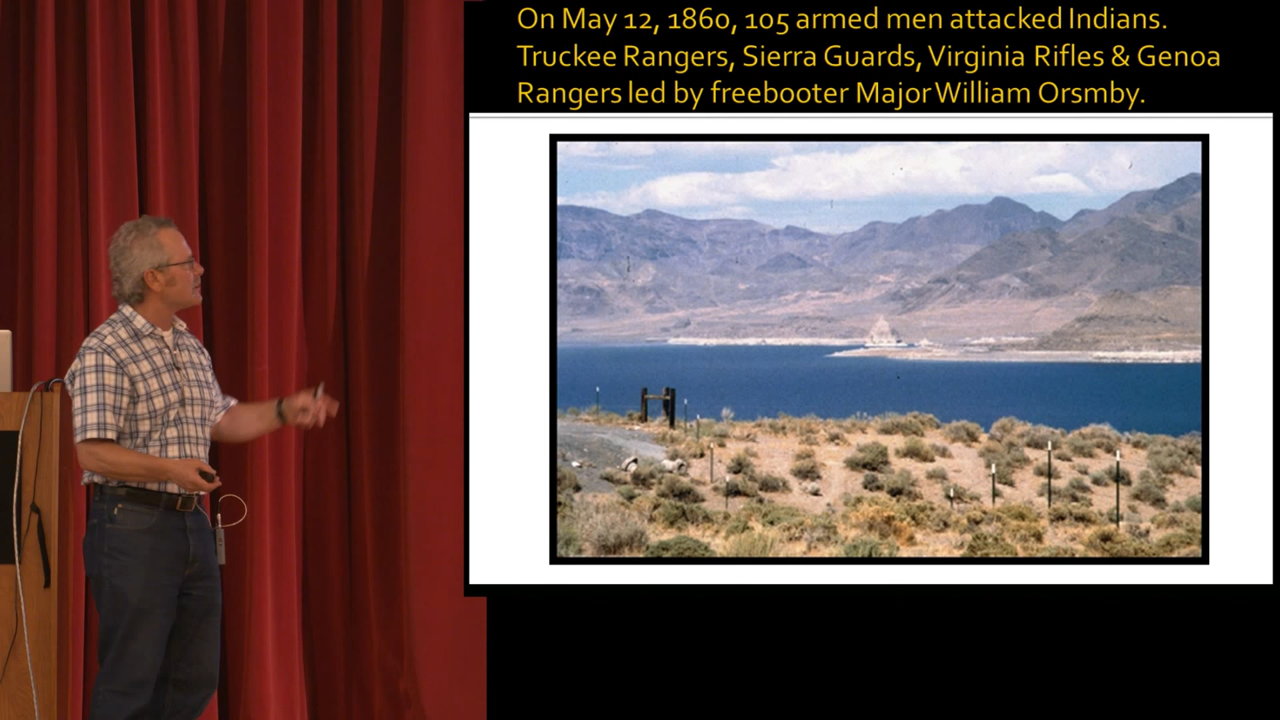 On May 12, 1860, 105 armed men attacked Indians.
Truckee Rangers, Sierra Guards, Virginia Rifles & Genoa
Rangers led by freebooter Major William Orsmby.